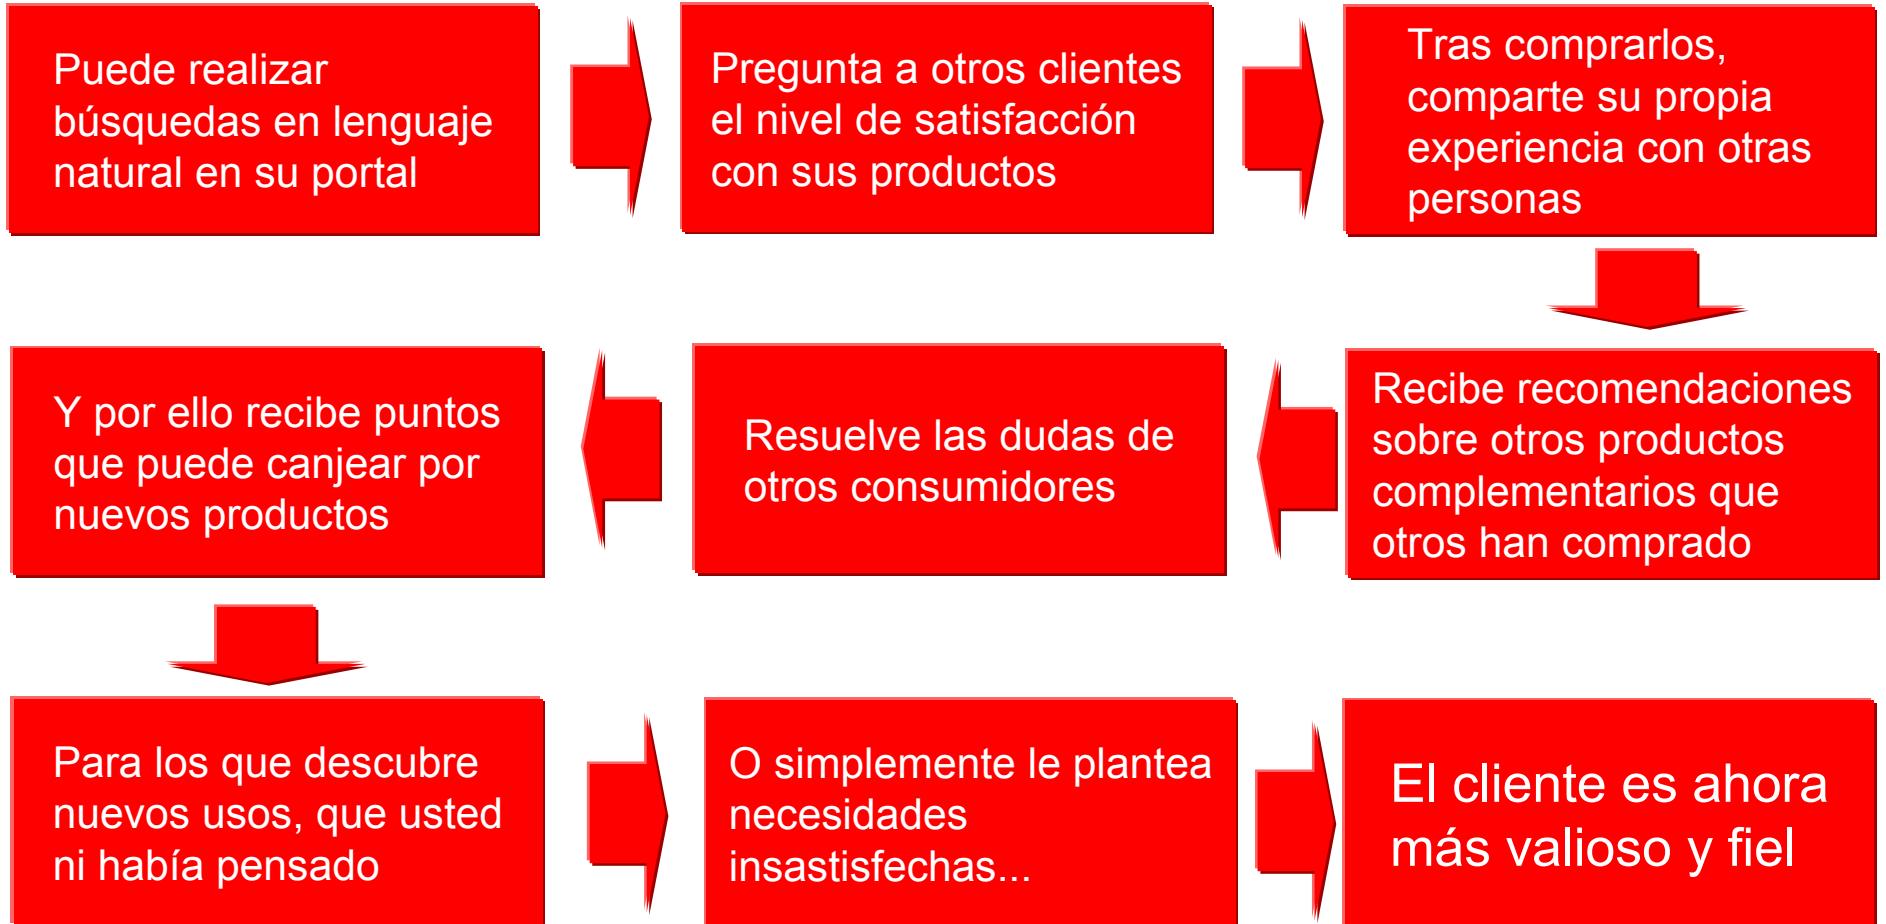 Puede realizar
búsquedas en lenguaje
natural en su portal
Pregunta a otros clientes
el nivel de satisfacción
con sus productos
Tras comprarlos,
comparte su propia
experiencia con otras
personas
Recibe recomendaciones
sobre otros productos
complementarios que
otros han comprado
Resuelve las dudas de
otros consumidores
Y por ello recibe puntos
que puede canjear por
nuevos productos
Para los que descubre
nuevos usos, que usted
ni había pensado
O simplemente le plantea
necesidades
insastisfechas...
El cliente es ahora
más valioso y fiel